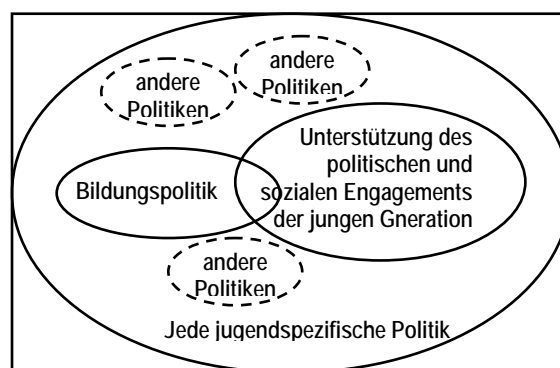 andere
Politiken
andere
Politiken
Unterstützung des
politischen und
sozialen Engagements
der jungen Gneration
Bildungspolitik
andere
Politiken
Jede jugendspezifische Politik